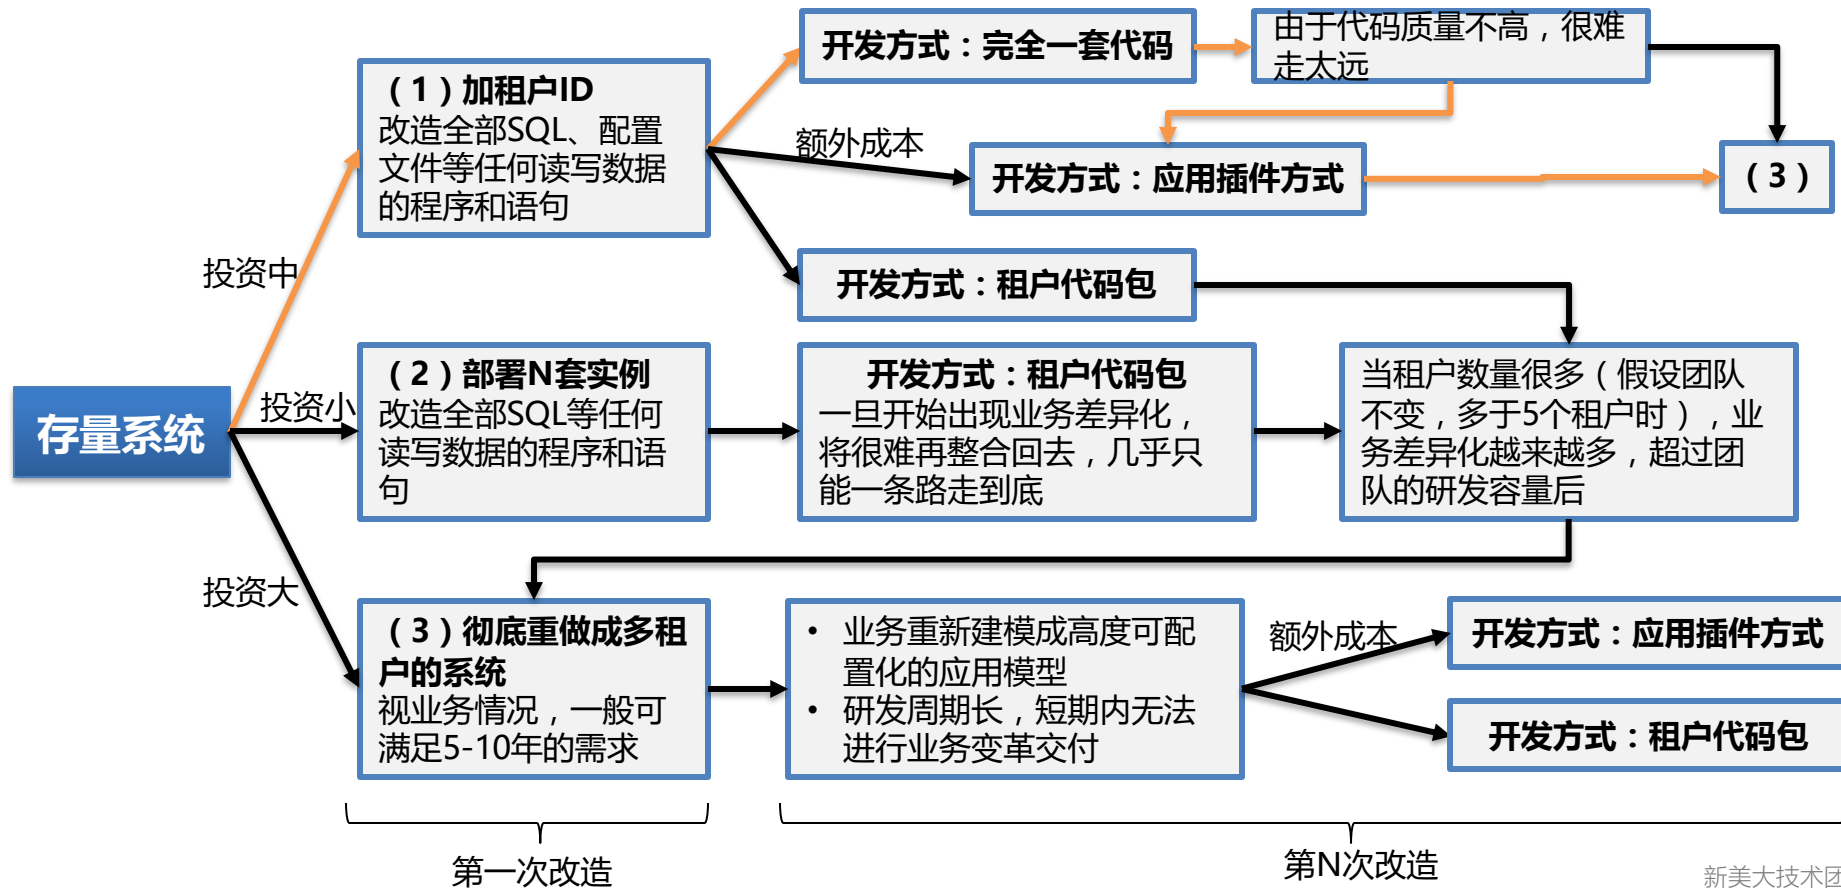 存量系统
投资中
投资小
投资大
（1）加租户ID
改造全部SQL、配置
文件等任何读写数据
的程序和语句
开发方式：完全一套代码
由于代码质量不高，很难
走太远
额外成本
开发方式：应用插件方式
（3）
开发方式：租户代码包
（2）部署N套实例
改造全部SQL等任何
读写数据的程序和语
句
开发方式：租户代码包
一旦开始出现业务差异化，
将很难再整合回去，几乎只
能一条路走到底
当租户数量很多（假设团队
不变，多于5个租户时），业
务差异化越来越多，超过团
队的研发容量后
（3）彻底重做成多租
户的系统
视业务情况，一般可
满足5-10年的需求
• 业务重新建模成高度可配
置化的应用模型
• 研发周期长，短期内无法
进行业务变革交付
额外成本
开发方式：应用插件方式
开发方式：租户代码包
第一次改造
第N次改造
新美大技术团